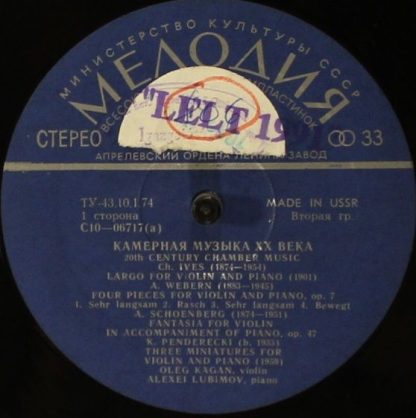 МИНИСТЕРСТВО КУЛЬТУРЫ СССР
МЕЛОДИЯ
"LELT 19
СТЕРЕО
33
АПРЕЛЕВСКИЙ ОРДЕНА ЛЕНИНА ЗАВОД
ТУ-43.10.1.74
MADE IN USSR
1 сторона
Вторая гр.
С10—06717(а)
КАМЕРНАЯ МУЗЫКА XX ВЕКА
20th CENTURY CHAMBER MUSIC
Ch. IVES (1874—1954)
LARGO FOR VIOLIN AND PIANO (1901)
A. WEBERN (1883—1945)
FOUR PIECES FOR VIOLIN AND PIANO, op. 7
1. Sehr langsam 2. Rasch 3. Sehr langsam 4. Bewegt
A. SCHOENBERG (1874—1951)
FANTASIA FOR VIOLIN
IN ACCOMPANIMENT OF PIANO, op. 47
K. PENDERECKI (b. 1933)
THREE MINIATURES FOR
VIOLIN AND PIANO (1959)
OLEG KAGAN, violin
ALEXEI LUBIMOV, piano